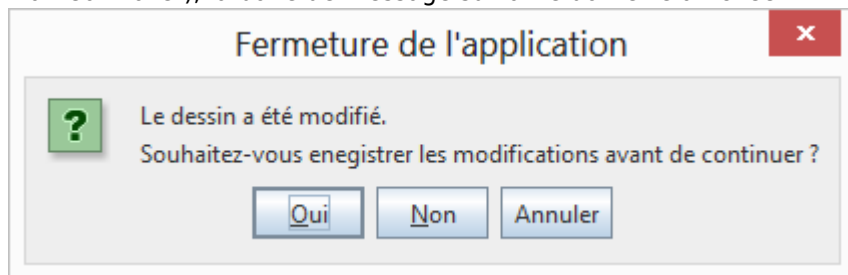 Fermeture de l'application
x
?
Le dessin a été modifié.
Souhaitez-vous enegistrer les modifications avant de continuer ?
Oui Non Annuler